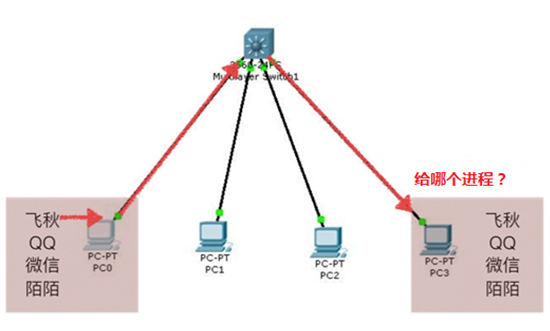 3560-24PS
Multilayer Switch1
给哪个进程？
飞秋
QQ
微信
陌陌
PC-PT
PC0
PC-PT
PC1
PC-PT
PC2
PC-PT
PC3
飞秋
QQ
微信
陌陌